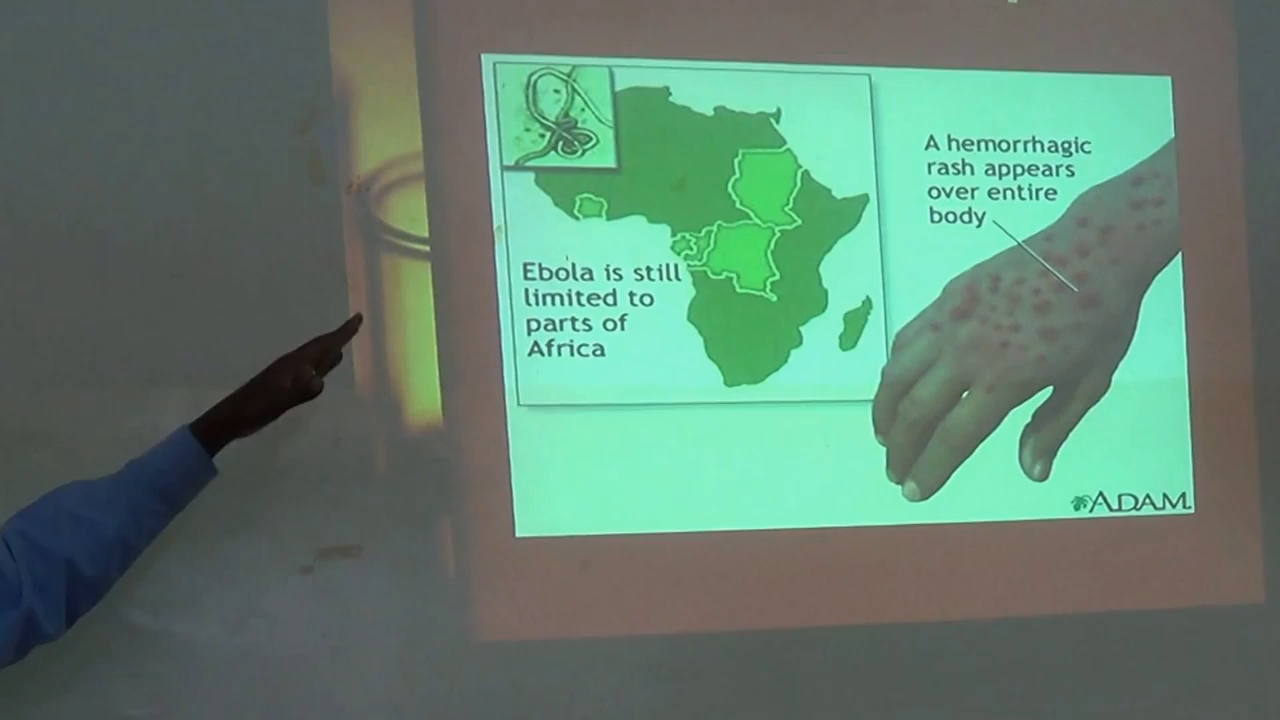 Ebola is still
limited to
parts of
Africa
A hemorrhagic
rash appears
over entire
body
ADAM.